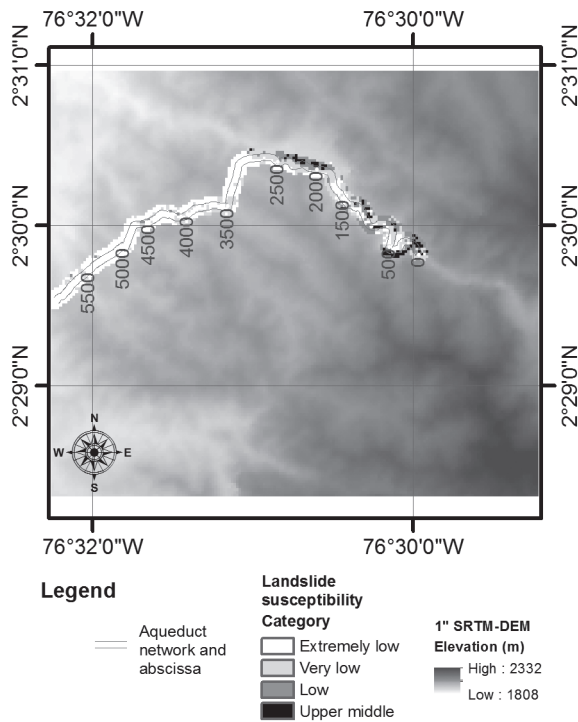 76°32'0"W 76°30'0"W
2°31'0"N 2°31'0"N
2500
2000
1500
2°30'0"N 2°30'0"N
3500
4000
4500
5000
5500
500
0
2°29'0"N 2°29'0"N
N
W E
S
76°32'0"W 76°30'0"W
Legend
Aqueduct
network and
abscissa
Landslide
susceptibility
Category
Extremely low
Very low
Low
Upper middle
1" SRTM-DEM
Elevation (m)
High : 2332
Low : 1808